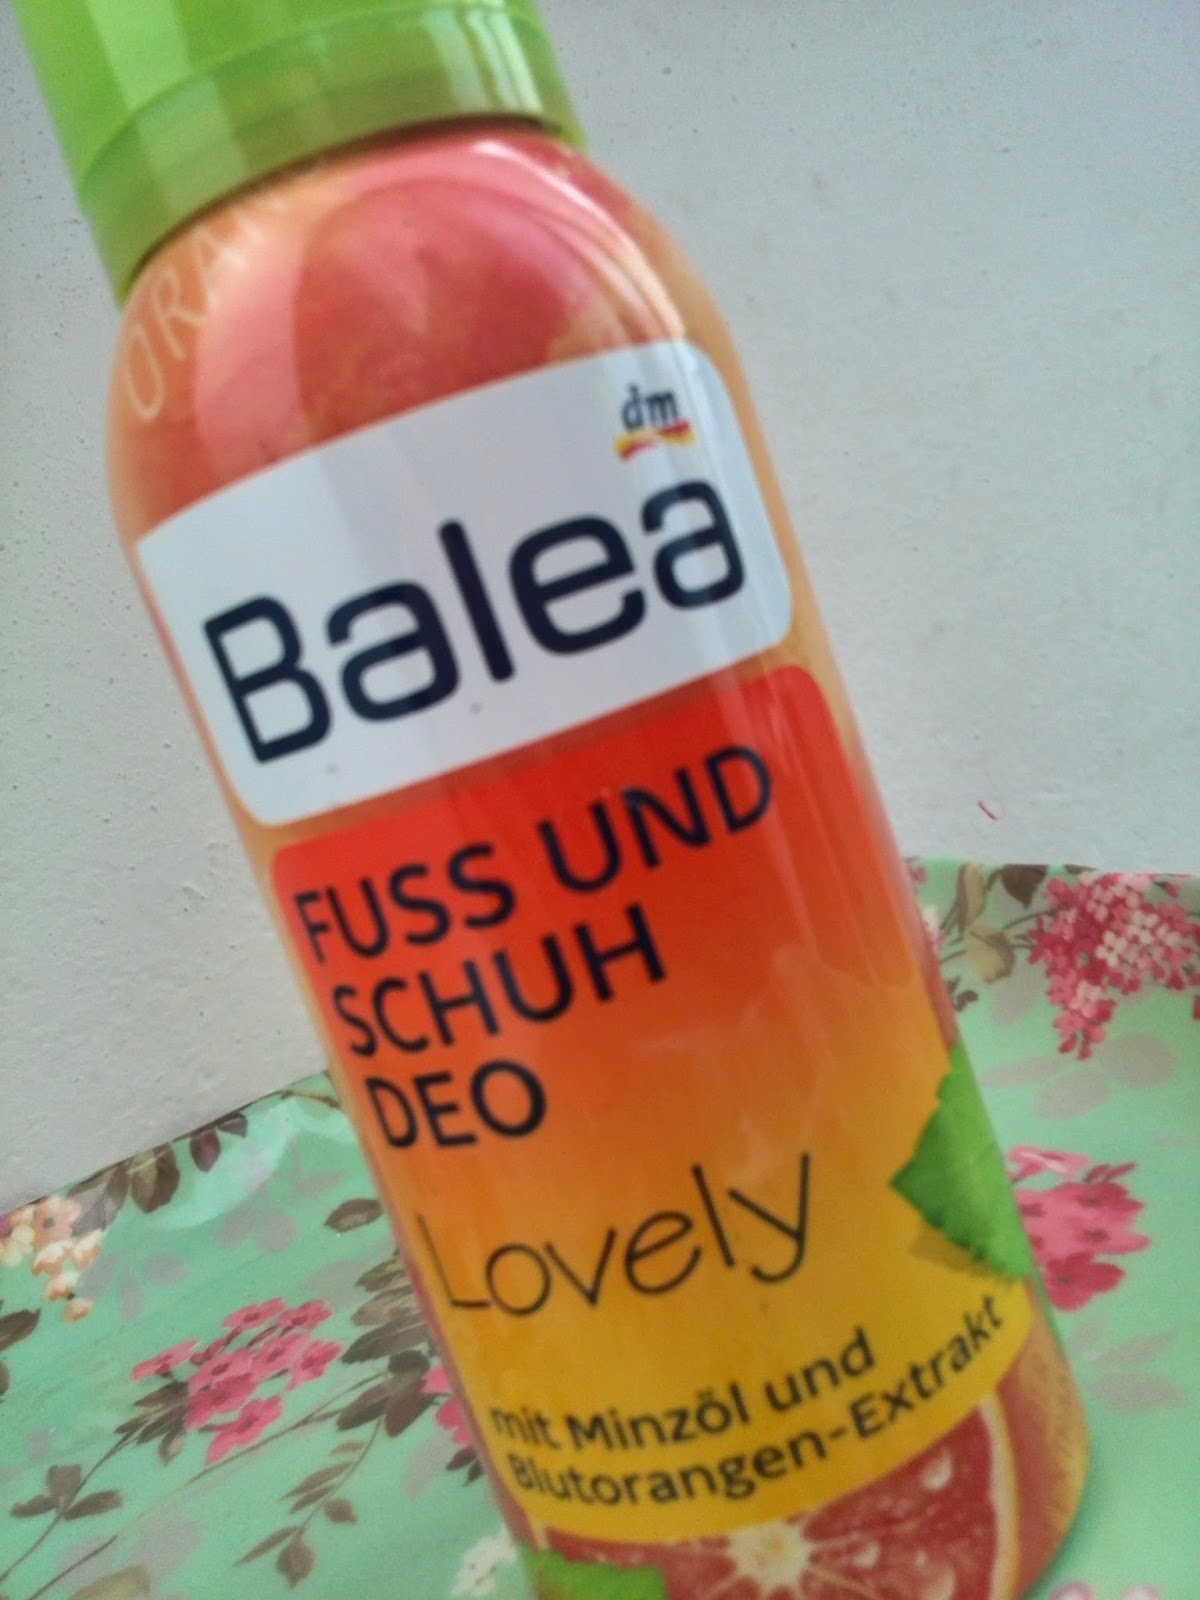 dm
Balea
FUSS UND
SCHUH
DEO
Lovely
mit Minzöl und
Blutorangen-Extrakt